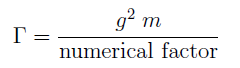 Γ = g² m / numerical factor